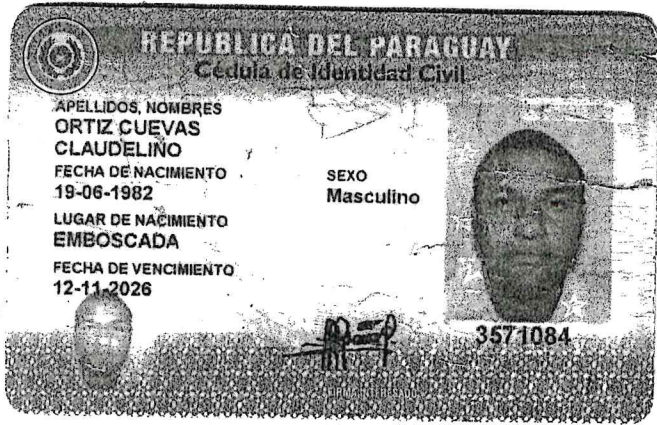 REPUBLICA DEL PARAGUAY
Cédula de Identidad Civil
APELLIDOS, NOMBRES
ORTIZ CUEVAS
CLAUDELINO
FECHA DE NACIMIENTO
19-06-1982
SEXO
Masculino
LUGAR DE NACIMIENTO
EMBOSCADA
FECHA DE VENCIMIENTO
12-11-2026
3571084